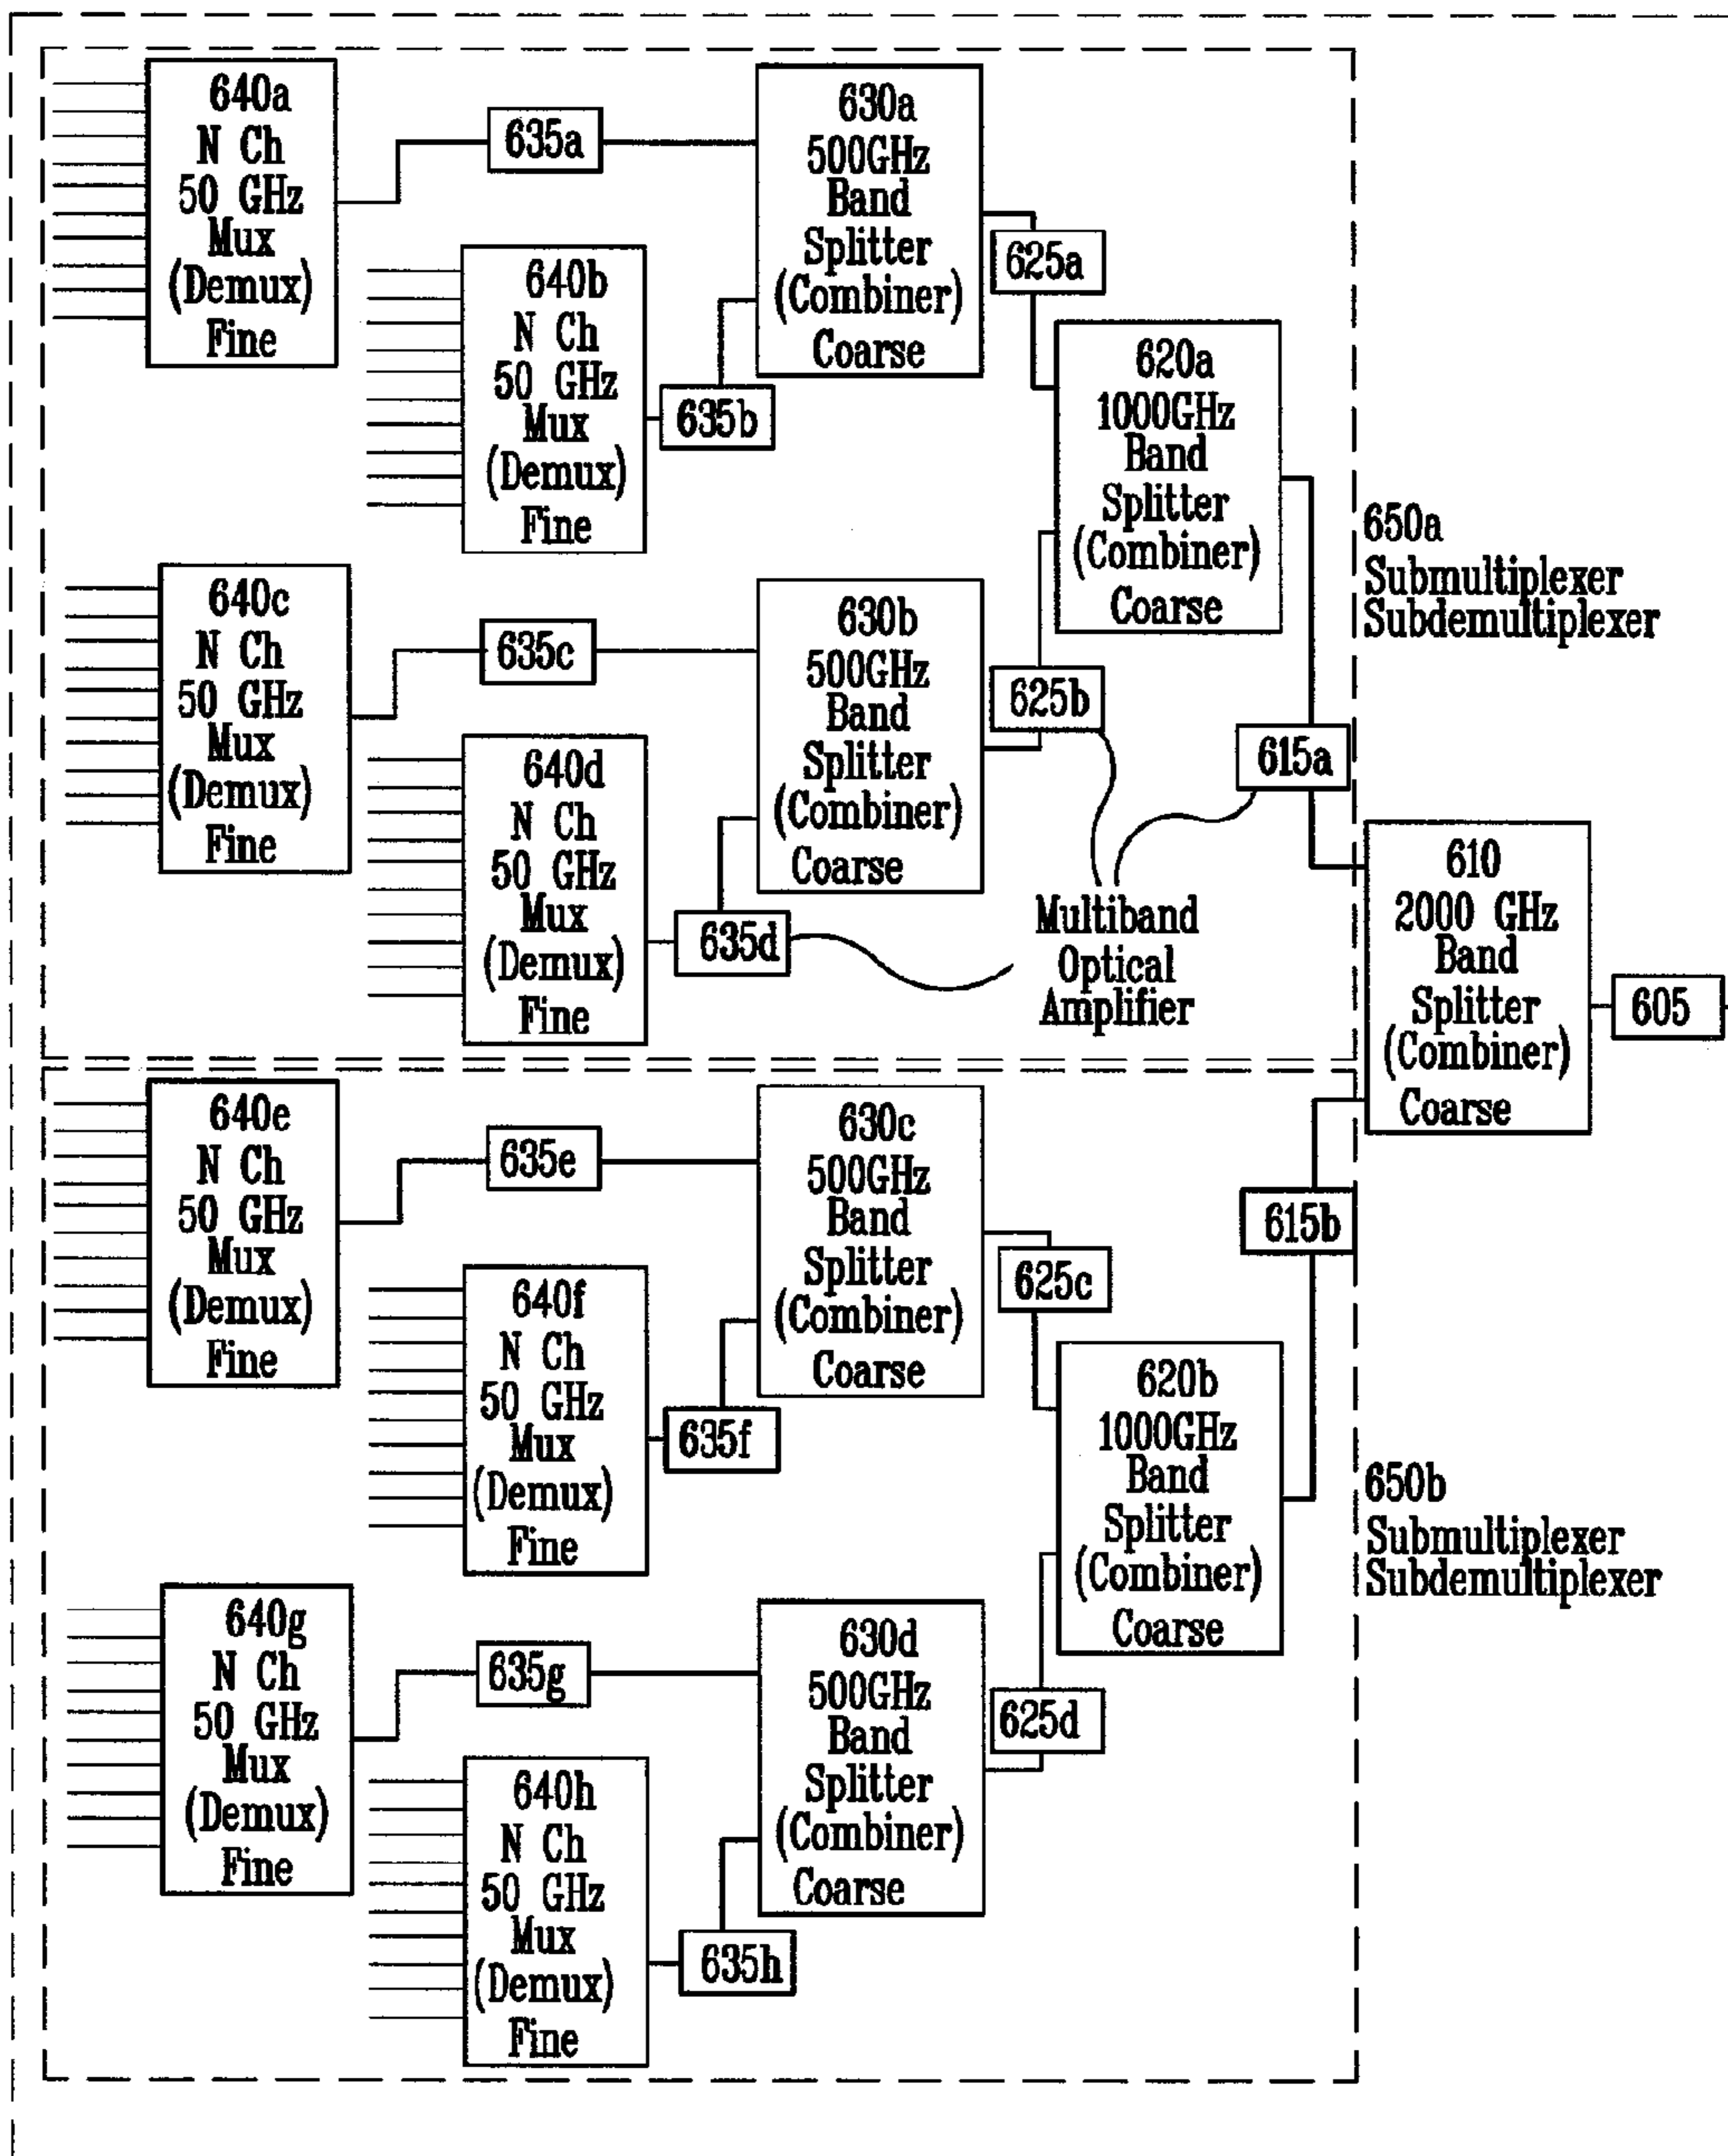 640a
N Ch
50 GHz
Mux
(Demux)
Fine
635a
630a
500GHz
Band
Splitter
(Combiner)
Coarse
625a
640b
N Ch
50 GHz
Mux
(Demux)
Fine
635b
620a
1000GHz
Band
Splitter
(Combiner)
Coarse
650a
Submultiplexer
Subdemultiplexer
640c
N Ch
50 GHz
Mux
(Demux)
Fine
635c
630b
500GHz
Band
Splitter
(Combiner)
Coarse
625b
615a
640d
N Ch
50 GHz
Mux
(Demux)
Fine
635d
Multiband
Optical
Amplifier
610
2000 GHz
Band
Splitter
(Combiner)
Coarse
605
640e
N Ch
50 GHz
Mux
(Demux)
Fine
635e
630c
500GHz
Band
Splitter
(Combiner)
Coarse
625c
615b
640f
N Ch
50 GHz
Mux
(Demux)
Fine
635f
620b
1000GHz
Band
Splitter
(Combiner)
Coarse
650b
Submultiplexer
Subdemultiplexer
640g
N Ch
50 GHz
Mux
(Demux)
Fine
635g
630d
500GHz
Band
Splitter
(Combiner)
Coarse
625d
640h
N Ch
50 GHz
Mux
(Demux)
Fine
635h